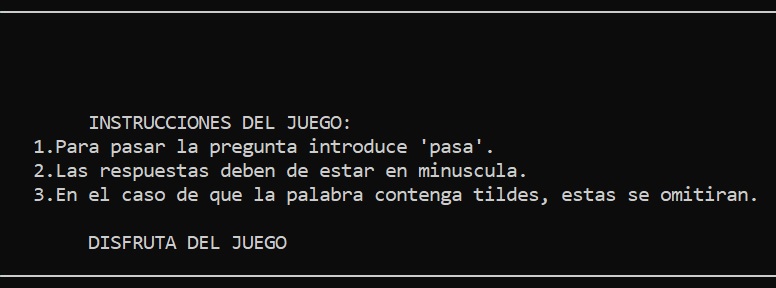 INSTRUCCIONES DEL JUEGO:
1.Para pasar la pregunta introduce 'pasa'.
2.Las respuestas deben de estar en minuscula.
3.En el caso de que la palabra contenga tildes, estas se omitiran.
DISFRUTA DEL JUEGO